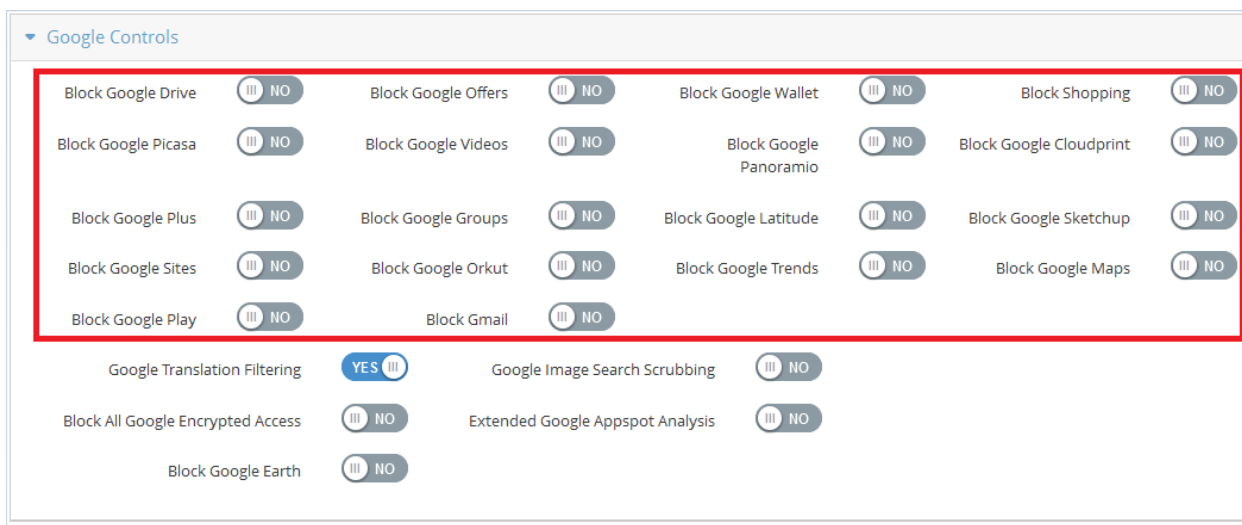 Google Controls
Block Google Drive NO Block Google Offers NO Block Google Wallet NO Block Shopping NO
Block Google Picasa NO Block Google Videos NO Block Google NO Block Google Cloudprint NO
Panoramio
Block Google Plus NO Block Google Groups NO Block Google Latitude NO Block Google Sketchup NO
Block Google Sites NO Block Google Orkut NO Block Google Trends NO Block Google Maps NO
Block Google Play NO Block Gmail NO
Google Translation Filtering YES Google Image Search Scrubbing NO
Block All Google Encrypted Access NO Extended Google Appspot Analysis NO
Block Google Earth NO